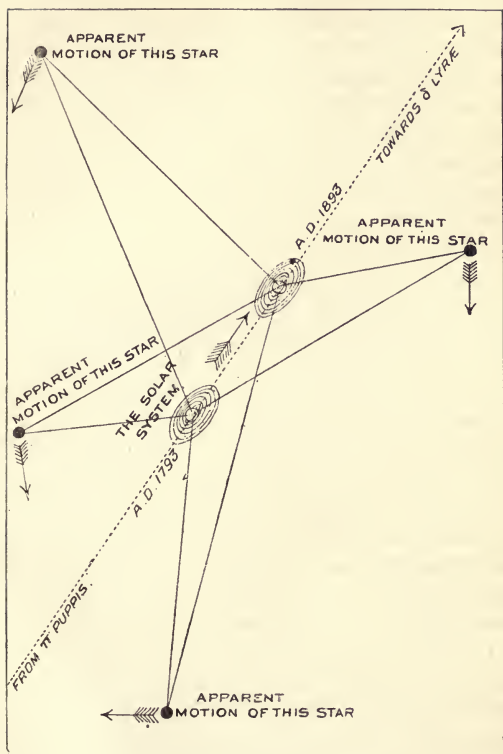 APPARENT
MOTION OF THIS STAR
TOWARDS δ LYRÆ
A.D. 1893
APPARENT
MOTION OF THIS STAR
APPARENT
MOTION OF THIS STAR
THE SOLAR
SYSTEM
A.D. 1793
FROM π PUPPIS.
APPARENT
MOTION OF THIS STAR